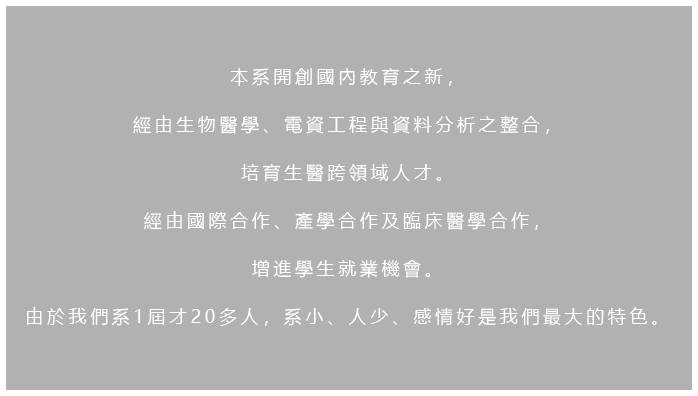 本系開創國內教育之新，
經由生物醫學、電資工程與資料分析之整合，
培育生醫跨領域人才。
經由國際合作、產學合作及臨床醫學合作，
增進學生就業機會。
由於我們系1屆才20多人，系小、人少、感情好是我們最大的特色。